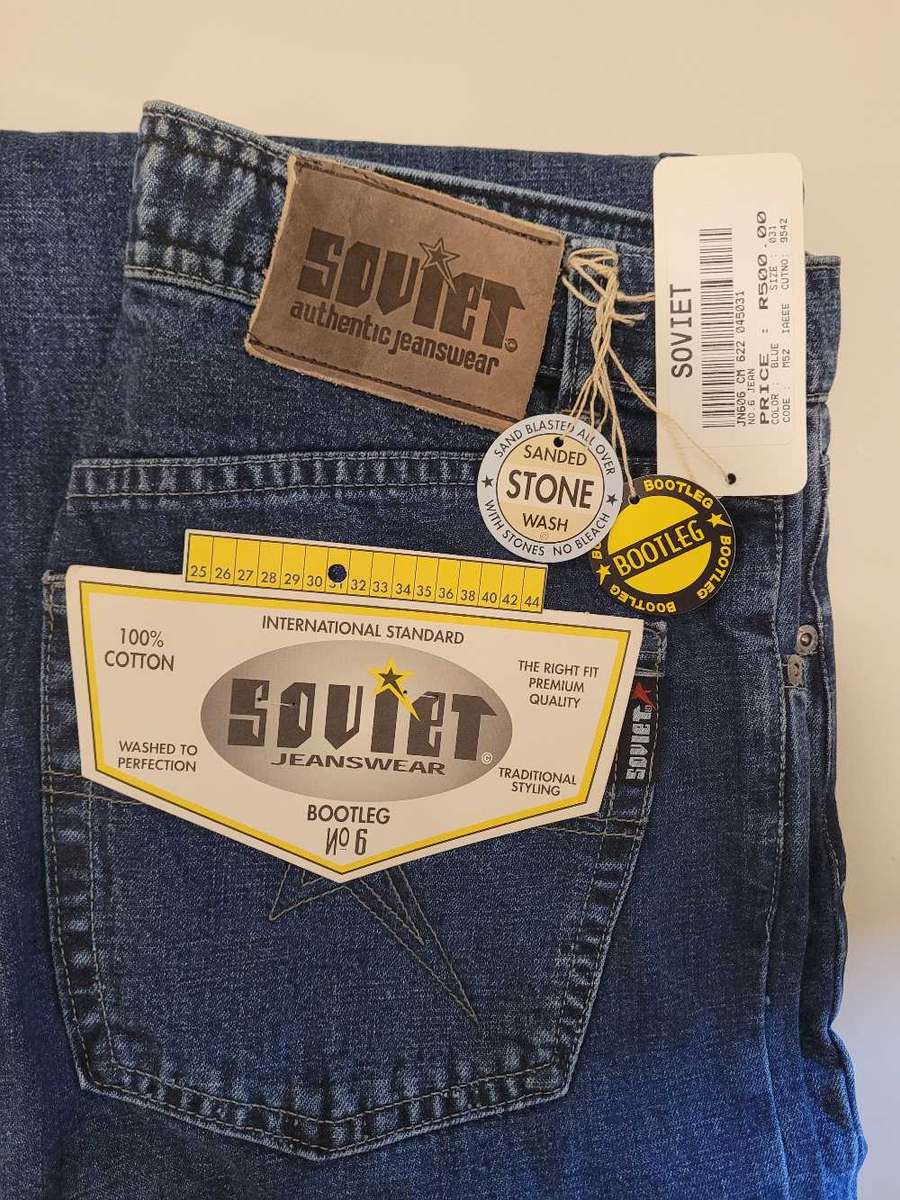 SOVIET
authentic jeanswear
SOVIET
JN606 CM 622 045031
NO.6 JEAN
PRICE : R500.00
COLOR : BLUE SIZE : 031
CODE : M52 IAEEE CUTNO: 9542
SAND BLASTED ALL OVER
SANDED
STONE
WASH
WITH STONES NO BLEACH
BOOTLEG
BOOTLEG
BOOTLEG
BOOTLEG
BOOTLEG
25 26 27 28 29 30 31 32 33 34 35 36 38 40 42 44
INTERNATIONAL STANDARD
100%
COTTON
THE RIGHT FIT
PREMIUM
QUALITY
SOVIET
JEANSWEAR
©
WASHED TO
PERFECTION
TRADITIONAL
STYLING
BOOTLEG
Nº 6
SOVIET